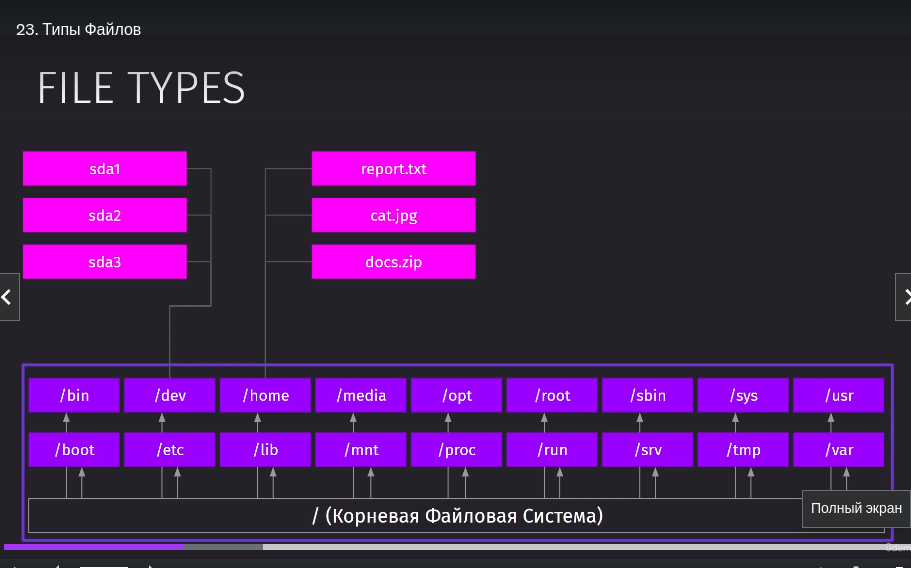 23. Типы Файлов
FILE TYPES
sda1
report.txt
sda2
cat.jpg
sda3
docs.zip
/bin
/dev
/home
/media
/opt
/root
/sbin
/sys
/usr
/boot
/etc
/lib
/mnt
/proc
/run
/srv
/tmp
/var
/ (Корневая Файловая Система)
Полный экран